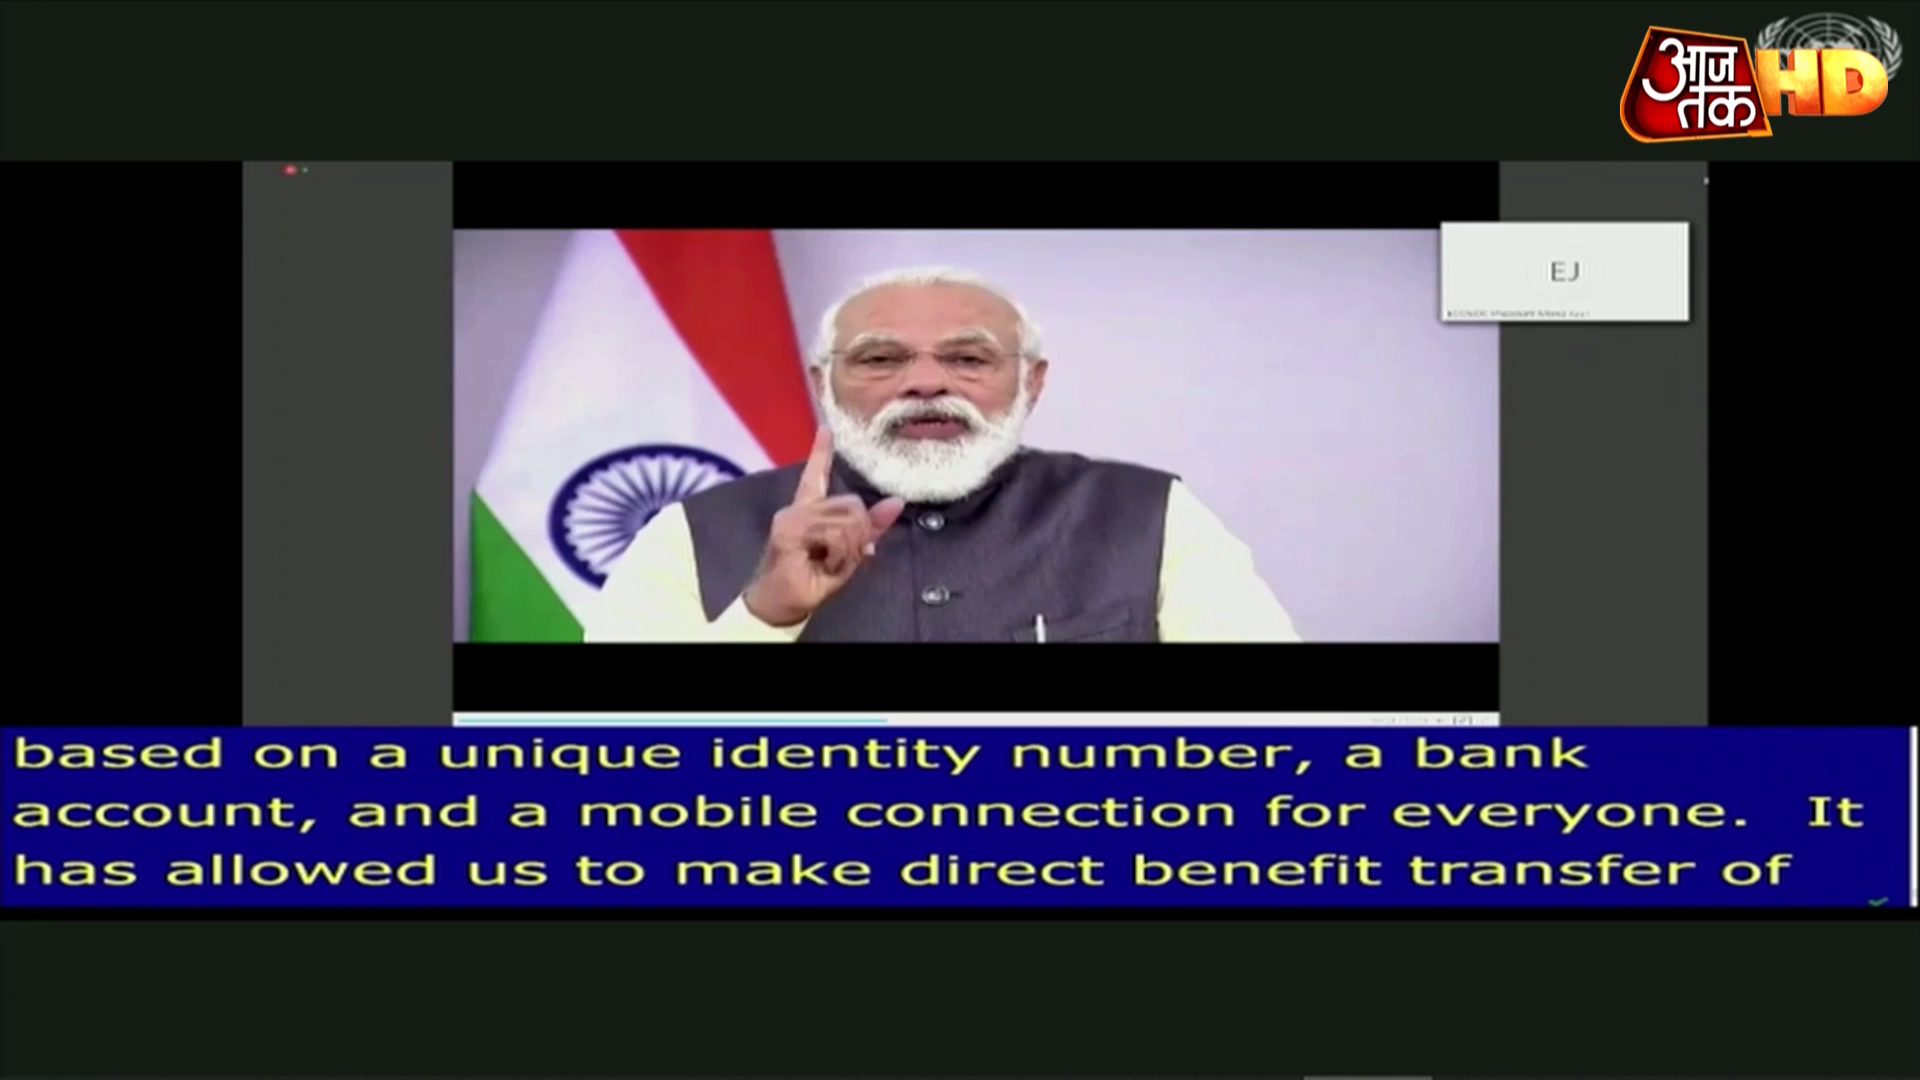 आज
तक
HD
EJ
based on a unique identity number, a bank
account, and a mobile connection for everyone. It
has allowed us to make direct benefit transfer of